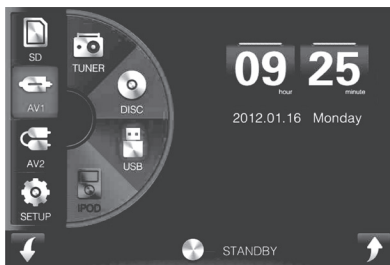 SD
TUNER
AV1
DISC
AV2
USB
IPOD
SETUP
09 25
hour minute
2012.01.16 Monday
STANDBY